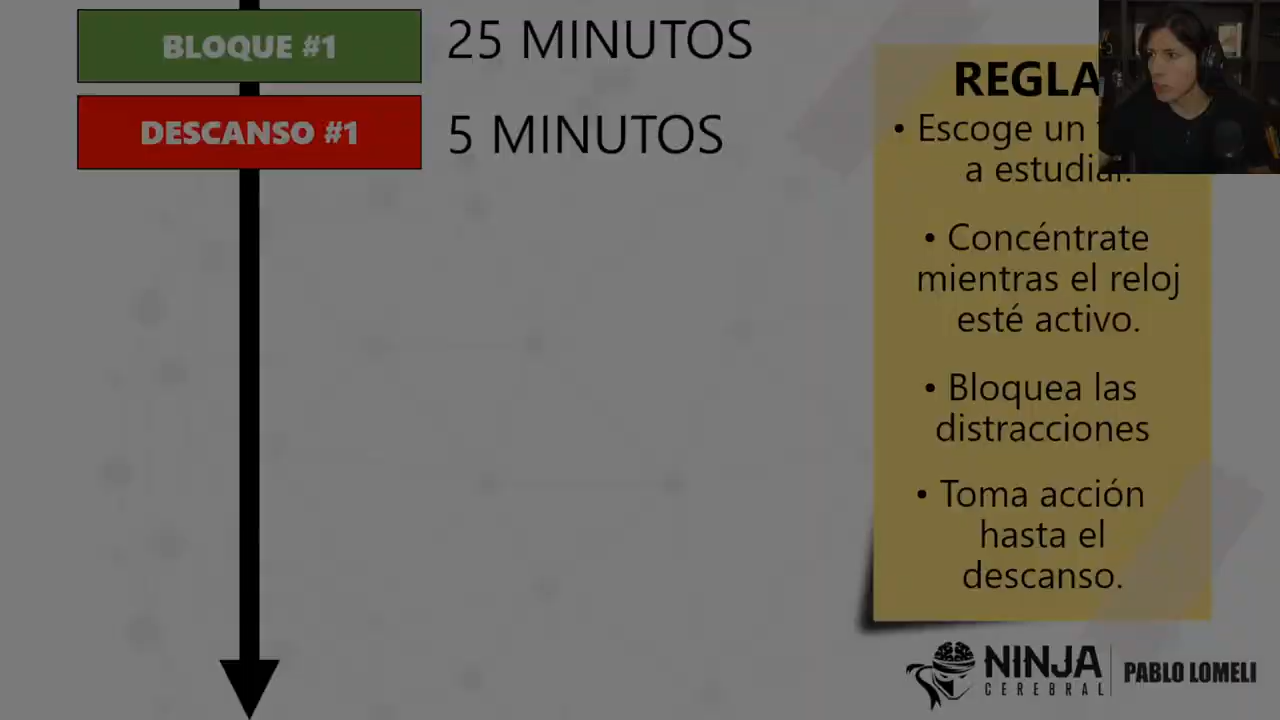 BLOQUE #1
25 MINUTOS
DESCANSO #1
5 MINUTOS
REGLA
• Escoge un
a estudiar.
• Concéntrate
mientras el reloj
esté activo.
• Bloquea las
distracciones
• Toma acción
hasta el
descanso.
NINJA
CEREBRAL
PABLO LOMELI